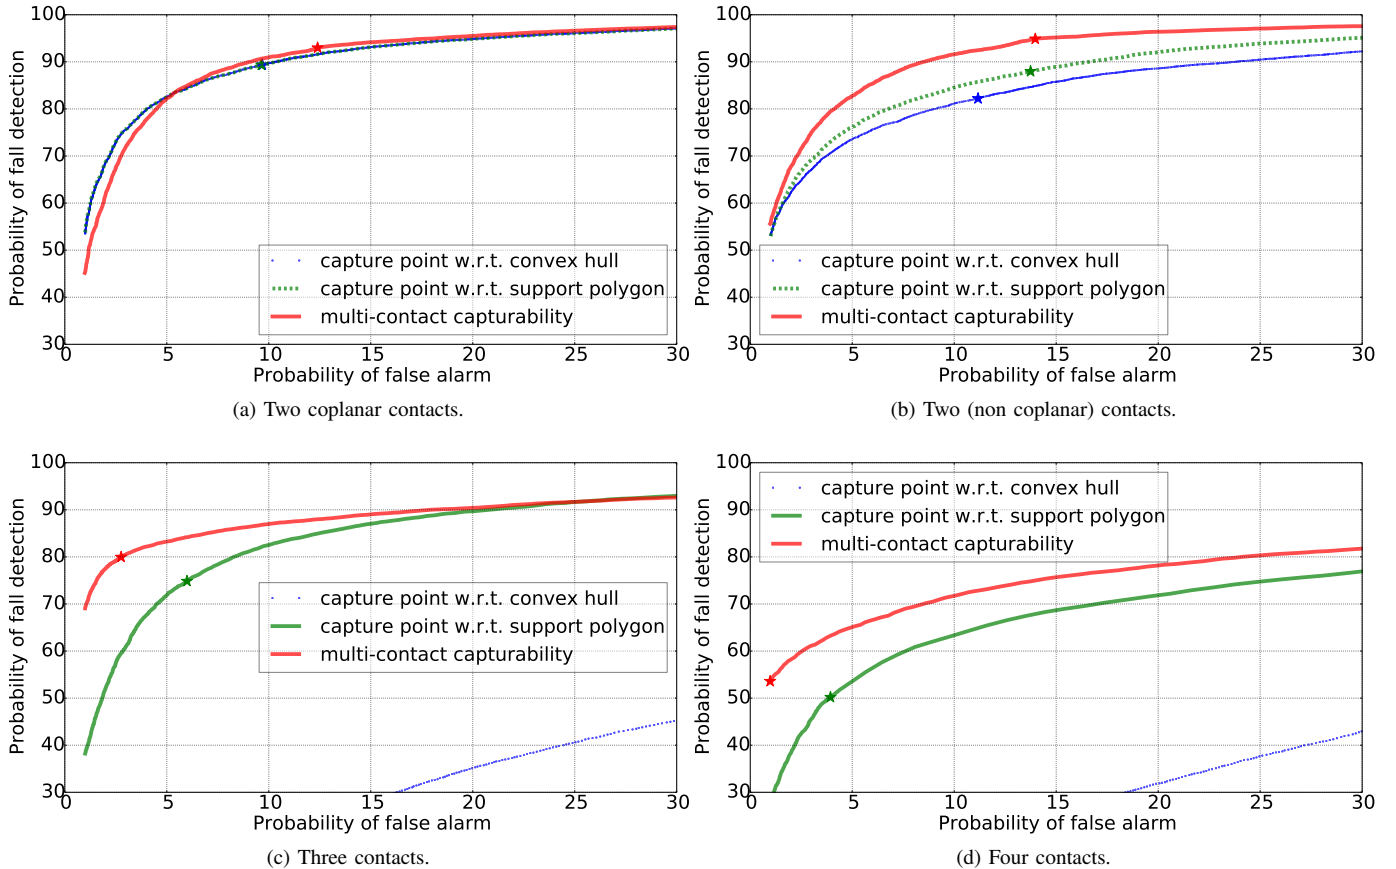 100
90
80
70
60
50
40
30
Probability of fall detection
capture point w.r.t. convex hull
capture point w.r.t. support polygon
multi-contact capturability
0 5 10 15 20 25 30
Probability of false alarm
(a) Two coplanar contacts.
100
90
80
70
60
50
40
30
Probability of fall detection
capture point w.r.t. convex hull
capture point w.r.t. support polygon
multi-contact capturability
0 5 10 15 20 25 30
Probability of false alarm
(b) Two (non coplanar) contacts.
100
90
80
70
60
50
40
30
Probability of fall detection
capture point w.r.t. convex hull
capture point w.r.t. support polygon
multi-contact capturability
0 5 10 15 20 25 30
Probability of false alarm
(c) Three contacts.
100
90
80
70
60
50
40
30
Probability of fall detection
capture point w.r.t. convex hull
capture point w.r.t. support polygon
multi-contact capturability
0 5 10 15 20 25 30
Probability of false alarm
(d) Four contacts.